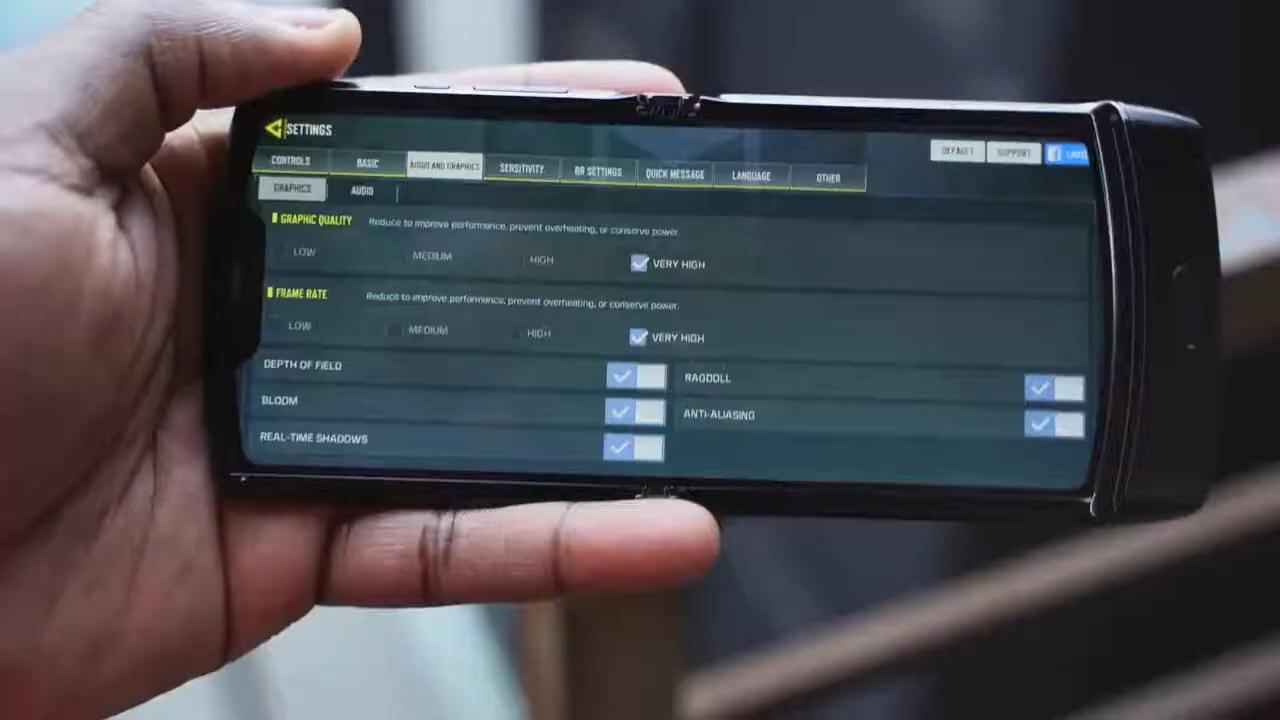 SETTINGS
DEFAULT SUPPORT
CONTROLS BASIC AUDIO AND GRAPHICS SENSITIVITY BR SETTINGS QUICK MESSAGE LANGUAGE OTHER
GRAPHICS AUDIO
GRAPHIC QUALITY Reduce to improve performance, prevent overheating, or conserve power.
LOW MEDIUM HIGH VERY HIGH
FRAME RATE Reduce to improve performance, prevent overheating, or conserve power.
LOW MEDIUM HIGH VERY HIGH
DEPTH OF FIELD RAGDOLL
BLOOM ANTI-ALIASING
REAL-TIME SHADOWS